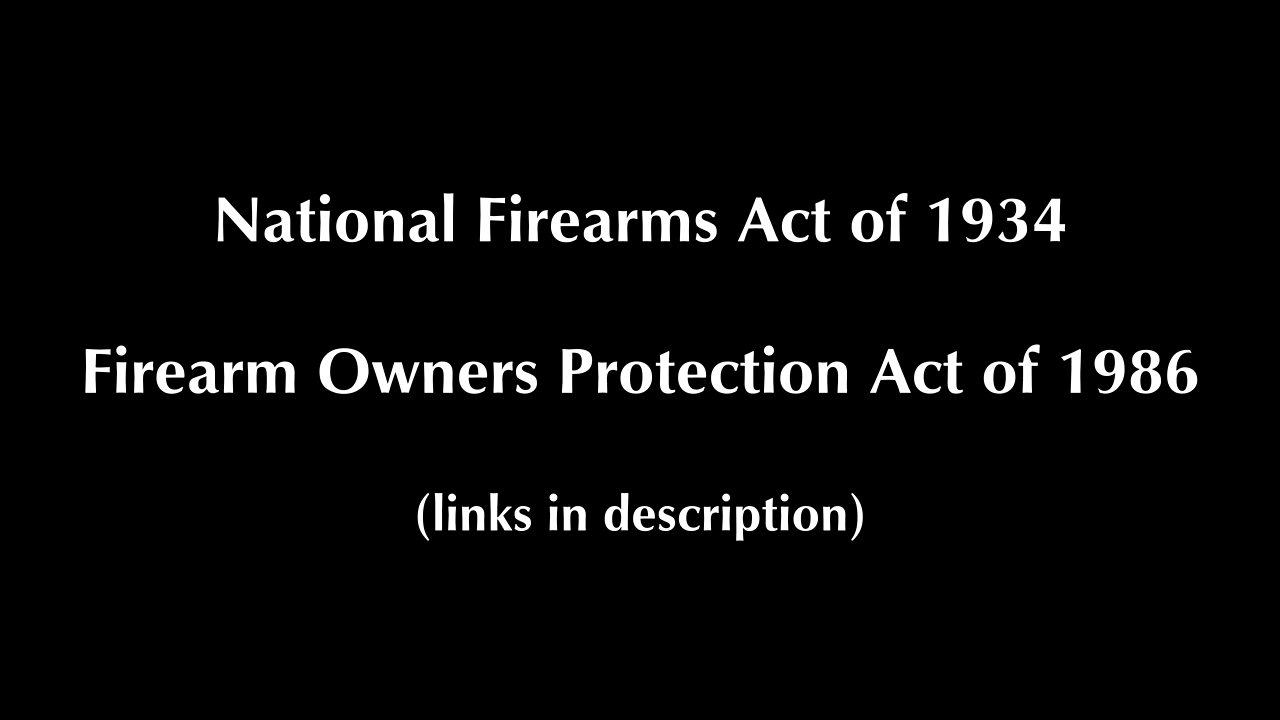 National Firearms Act of 1934
Firearm Owners Protection Act of 1986
(links in description)